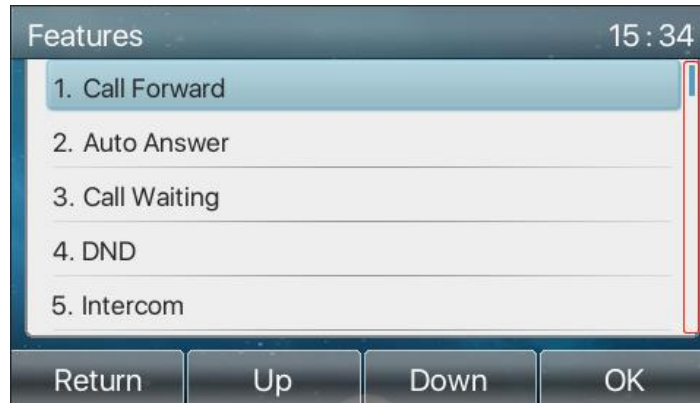 Features 15:34
1. Call Forward
2. Auto Answer
3. Call Waiting
4. DND
5. Intercom
Return Up Down OK